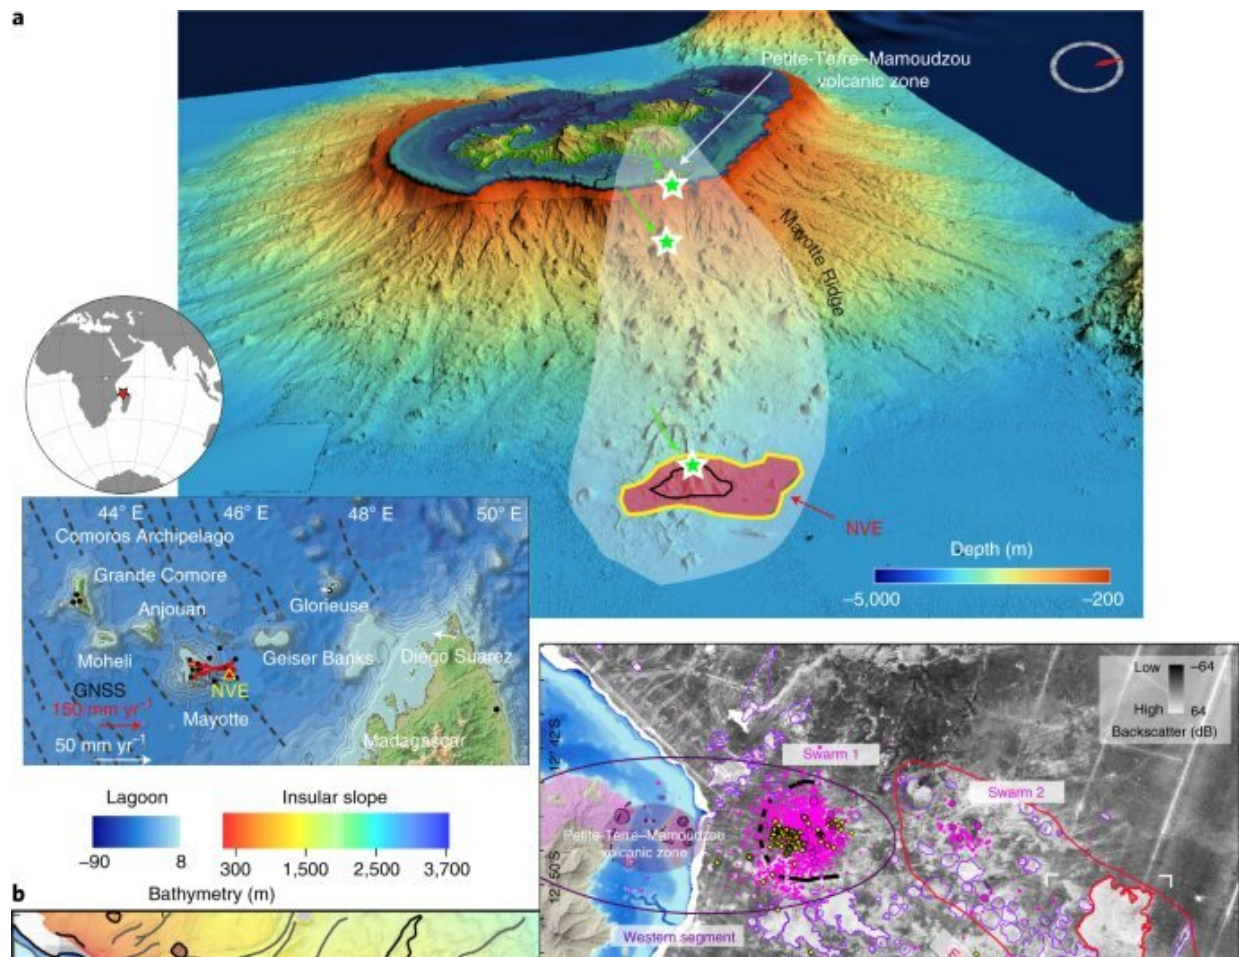 a
Petite-Terre–Mamoudzou
volcanic zone
Mayotte Ridge
NVE
Depth (m)
–5,000
–200
44° E
46° E
48° E
50° E
Comoros Archipelago
Grande Comore
Anjouan
Glorieuse
Moheli
Geiser Banks
Diego Suarez
GNSS
NVE
150 mm yr⁻¹
Mayotte
50 mm yr⁻¹
Madagascar
Lagoon
Insular slope
–90
8
300
1,500
2,500
3,700
Bathymetry (m)
b
Low
–64
High
64
Backscatter (dB)
12° 42′ S
12° 50′ S
Swarm 1
Swarm 2
Petite-Terre–Mamoudzou
volcanic zone
Western segment
E